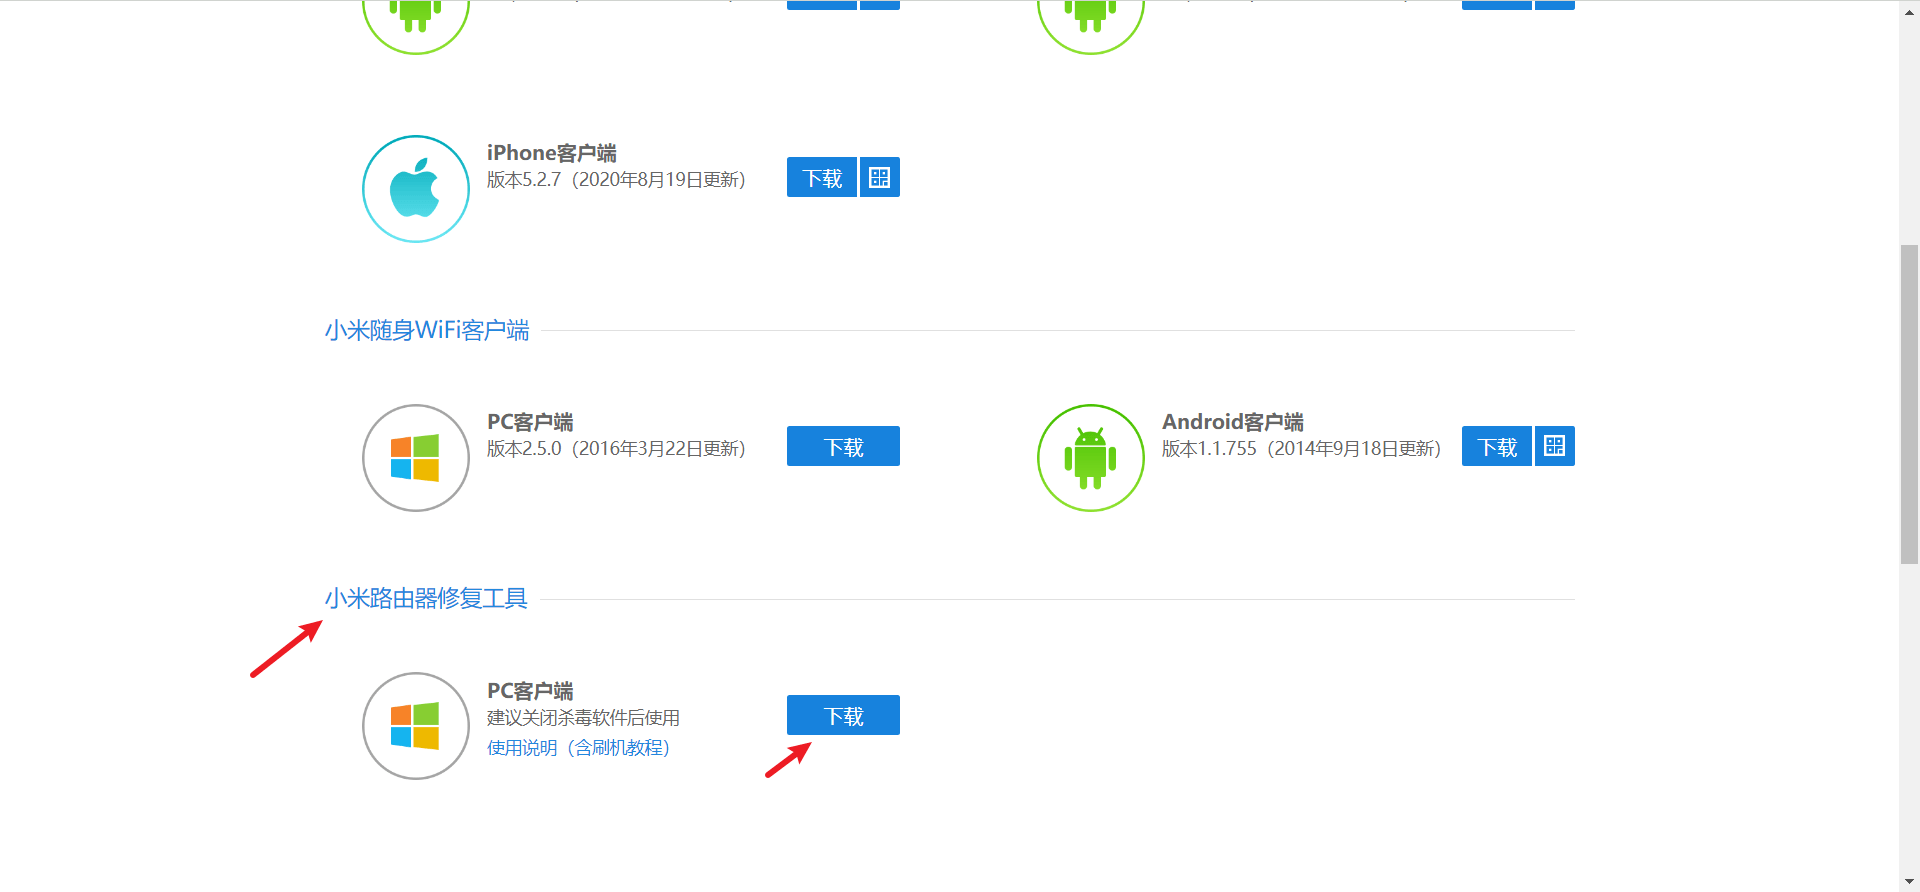 iPhone客户端
版本5.2.7（2020年8月19日更新）
下载
小米随身WiFi客户端
PC客户端
版本2.5.0（2016年3月22日更新）
下载
Android客户端
版本1.1.755（2014年9月18日更新）
下载
小米路由器修复工具
PC客户端
建议关闭杀毒软件后使用
使用说明（含刷机教程）
下载